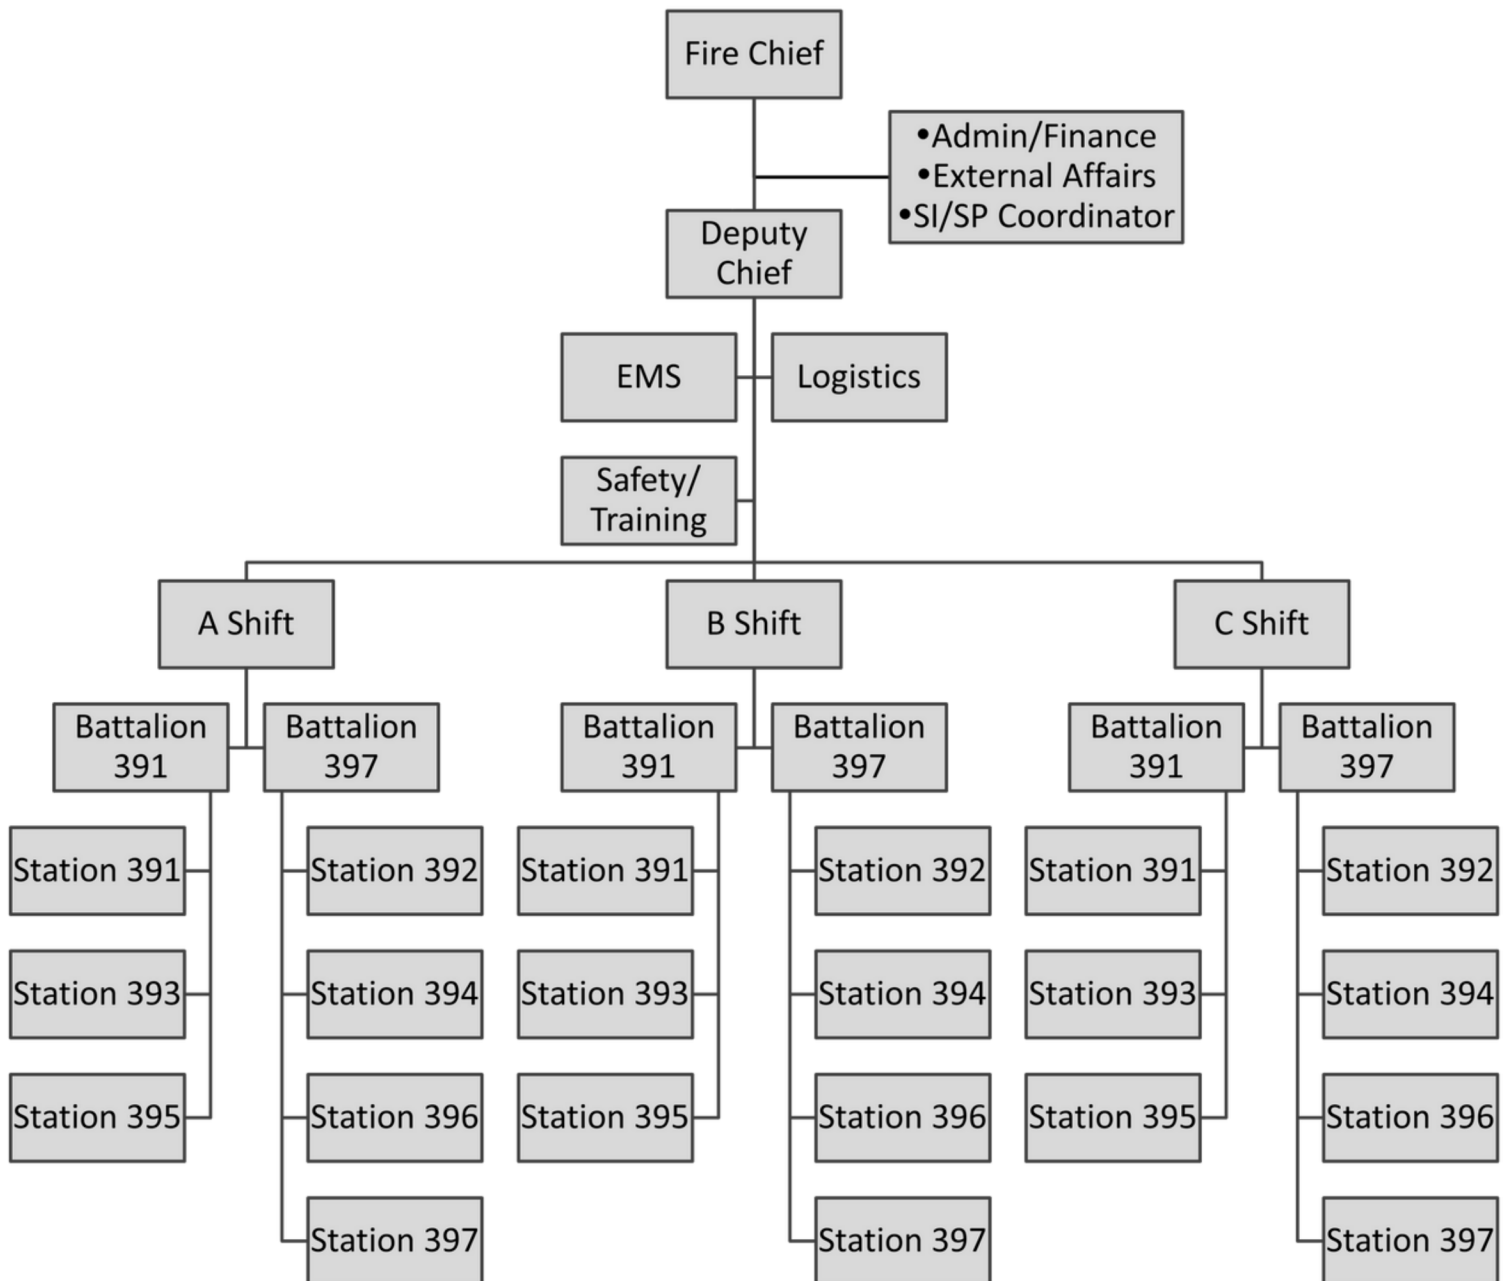 Fire Chief
•Admin/Finance
•External Affairs
•SI/SP Coordinator
Deputy
Chief
EMS
Logistics
Safety/
Training
A Shift
B Shift
C Shift
Battalion
391
Battalion
397
Battalion
391
Battalion
397
Battalion
391
Battalion
397
Station 391
Station 392
Station 391
Station 392
Station 391
Station 392
Station 393
Station 394
Station 393
Station 394
Station 393
Station 394
Station 395
Station 396
Station 395
Station 396
Station 395
Station 396
Station 397
Station 397
Station 397